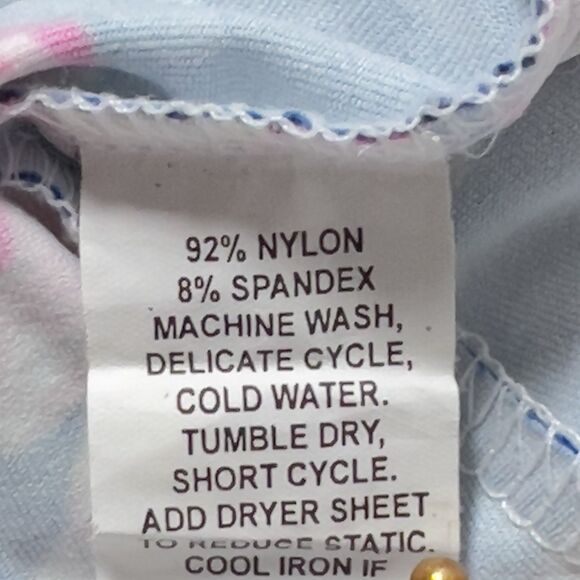 92% NYLON
8% SPANDEX
MACHINE WASH,
DELICATE CYCLE,
COLD WATER.
TUMBLE DRY,
SHORT CYCLE.
ADD DRYER SHEET
TO REDUCE STATIC.
COOL IRON IF